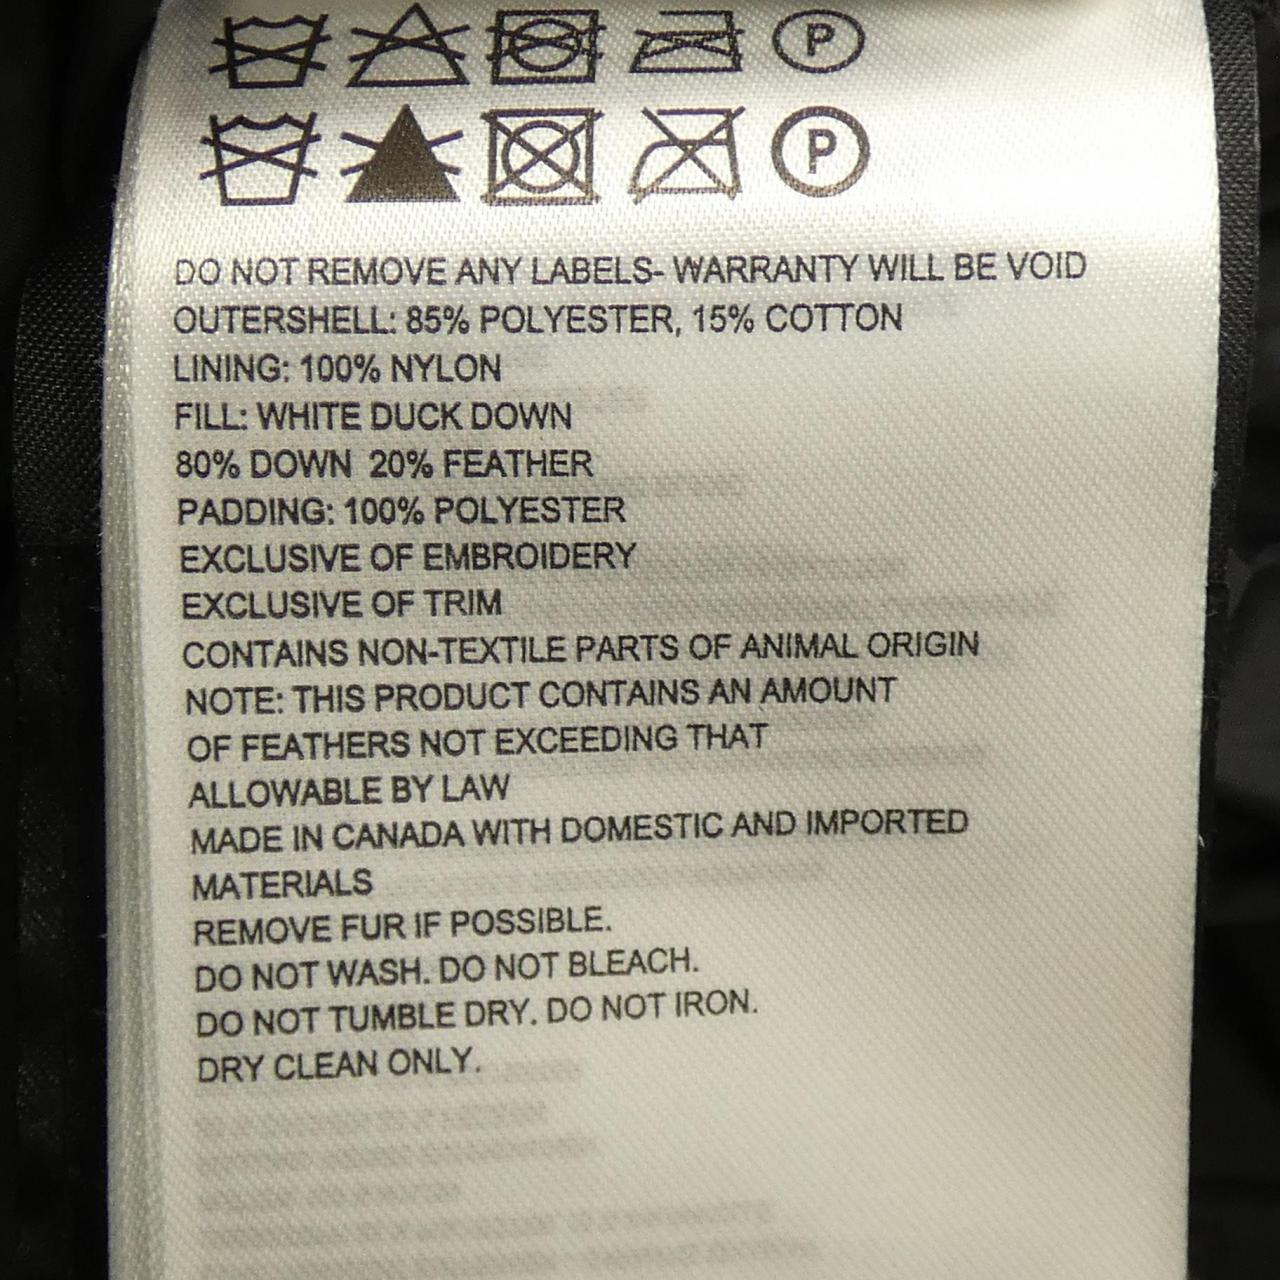 P
P
DO NOT REMOVE ANY LABELS- WARRANTY WILL BE VOID
OUTERSHELL: 85% POLYESTER, 15% COTTON
LINING: 100% NYLON
FILL: WHITE DUCK DOWN
80% DOWN  20% FEATHER
PADDING: 100% POLYESTER
EXCLUSIVE OF EMBROIDERY
EXCLUSIVE OF TRIM
CONTAINS NON-TEXTILE PARTS OF ANIMAL ORIGIN
NOTE: THIS PRODUCT CONTAINS AN AMOUNT
OF FEATHERS NOT EXCEEDING THAT
ALLOWABLE BY LAW
MADE IN CANADA WITH DOMESTIC AND IMPORTED
MATERIALS
REMOVE FUR IF POSSIBLE.
DO NOT WASH. DO NOT BLEACH.
DO NOT TUMBLE DRY. DO NOT IRON.
DRY CLEAN ONLY.